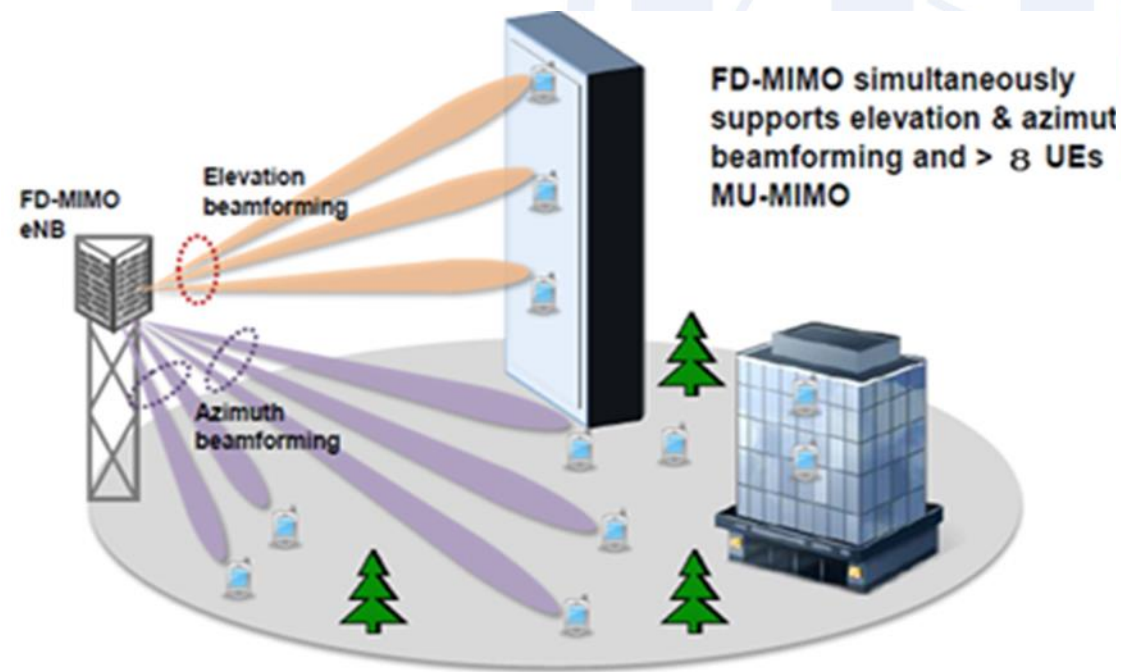 FD-MIMO simultaneously
supports elevation & azimut
beamforming and > 8 UEs
MU-MIMO
Elevation
beamforming
FD-MIMO
eNB
Azimuth
beamforming